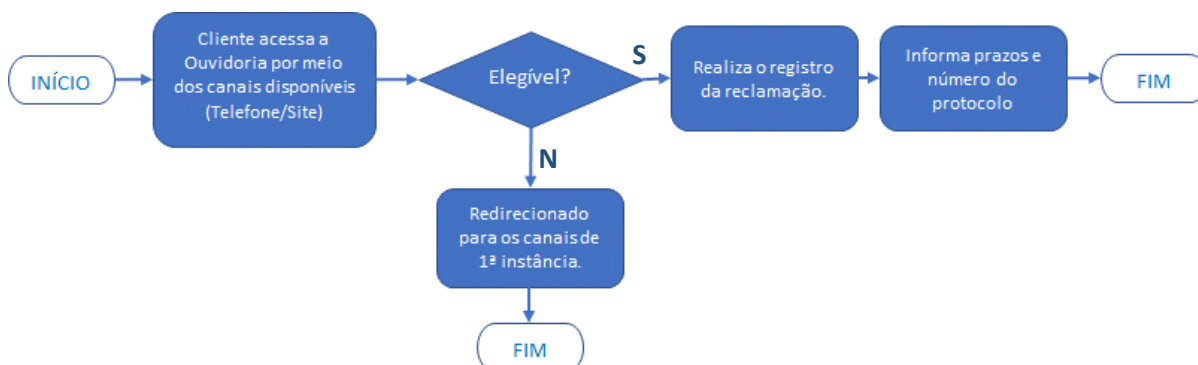 INÍCIO
Cliente acessa a
Ouvidoria por meio
dos canais disponíveis
(Telefone/Site)
Elegível?
S
Realiza o registro
da reclamação.
Informa prazos e
número do
protocolo
FIM
N
Redirecionado
para os canais de
1ª instância.
FIM